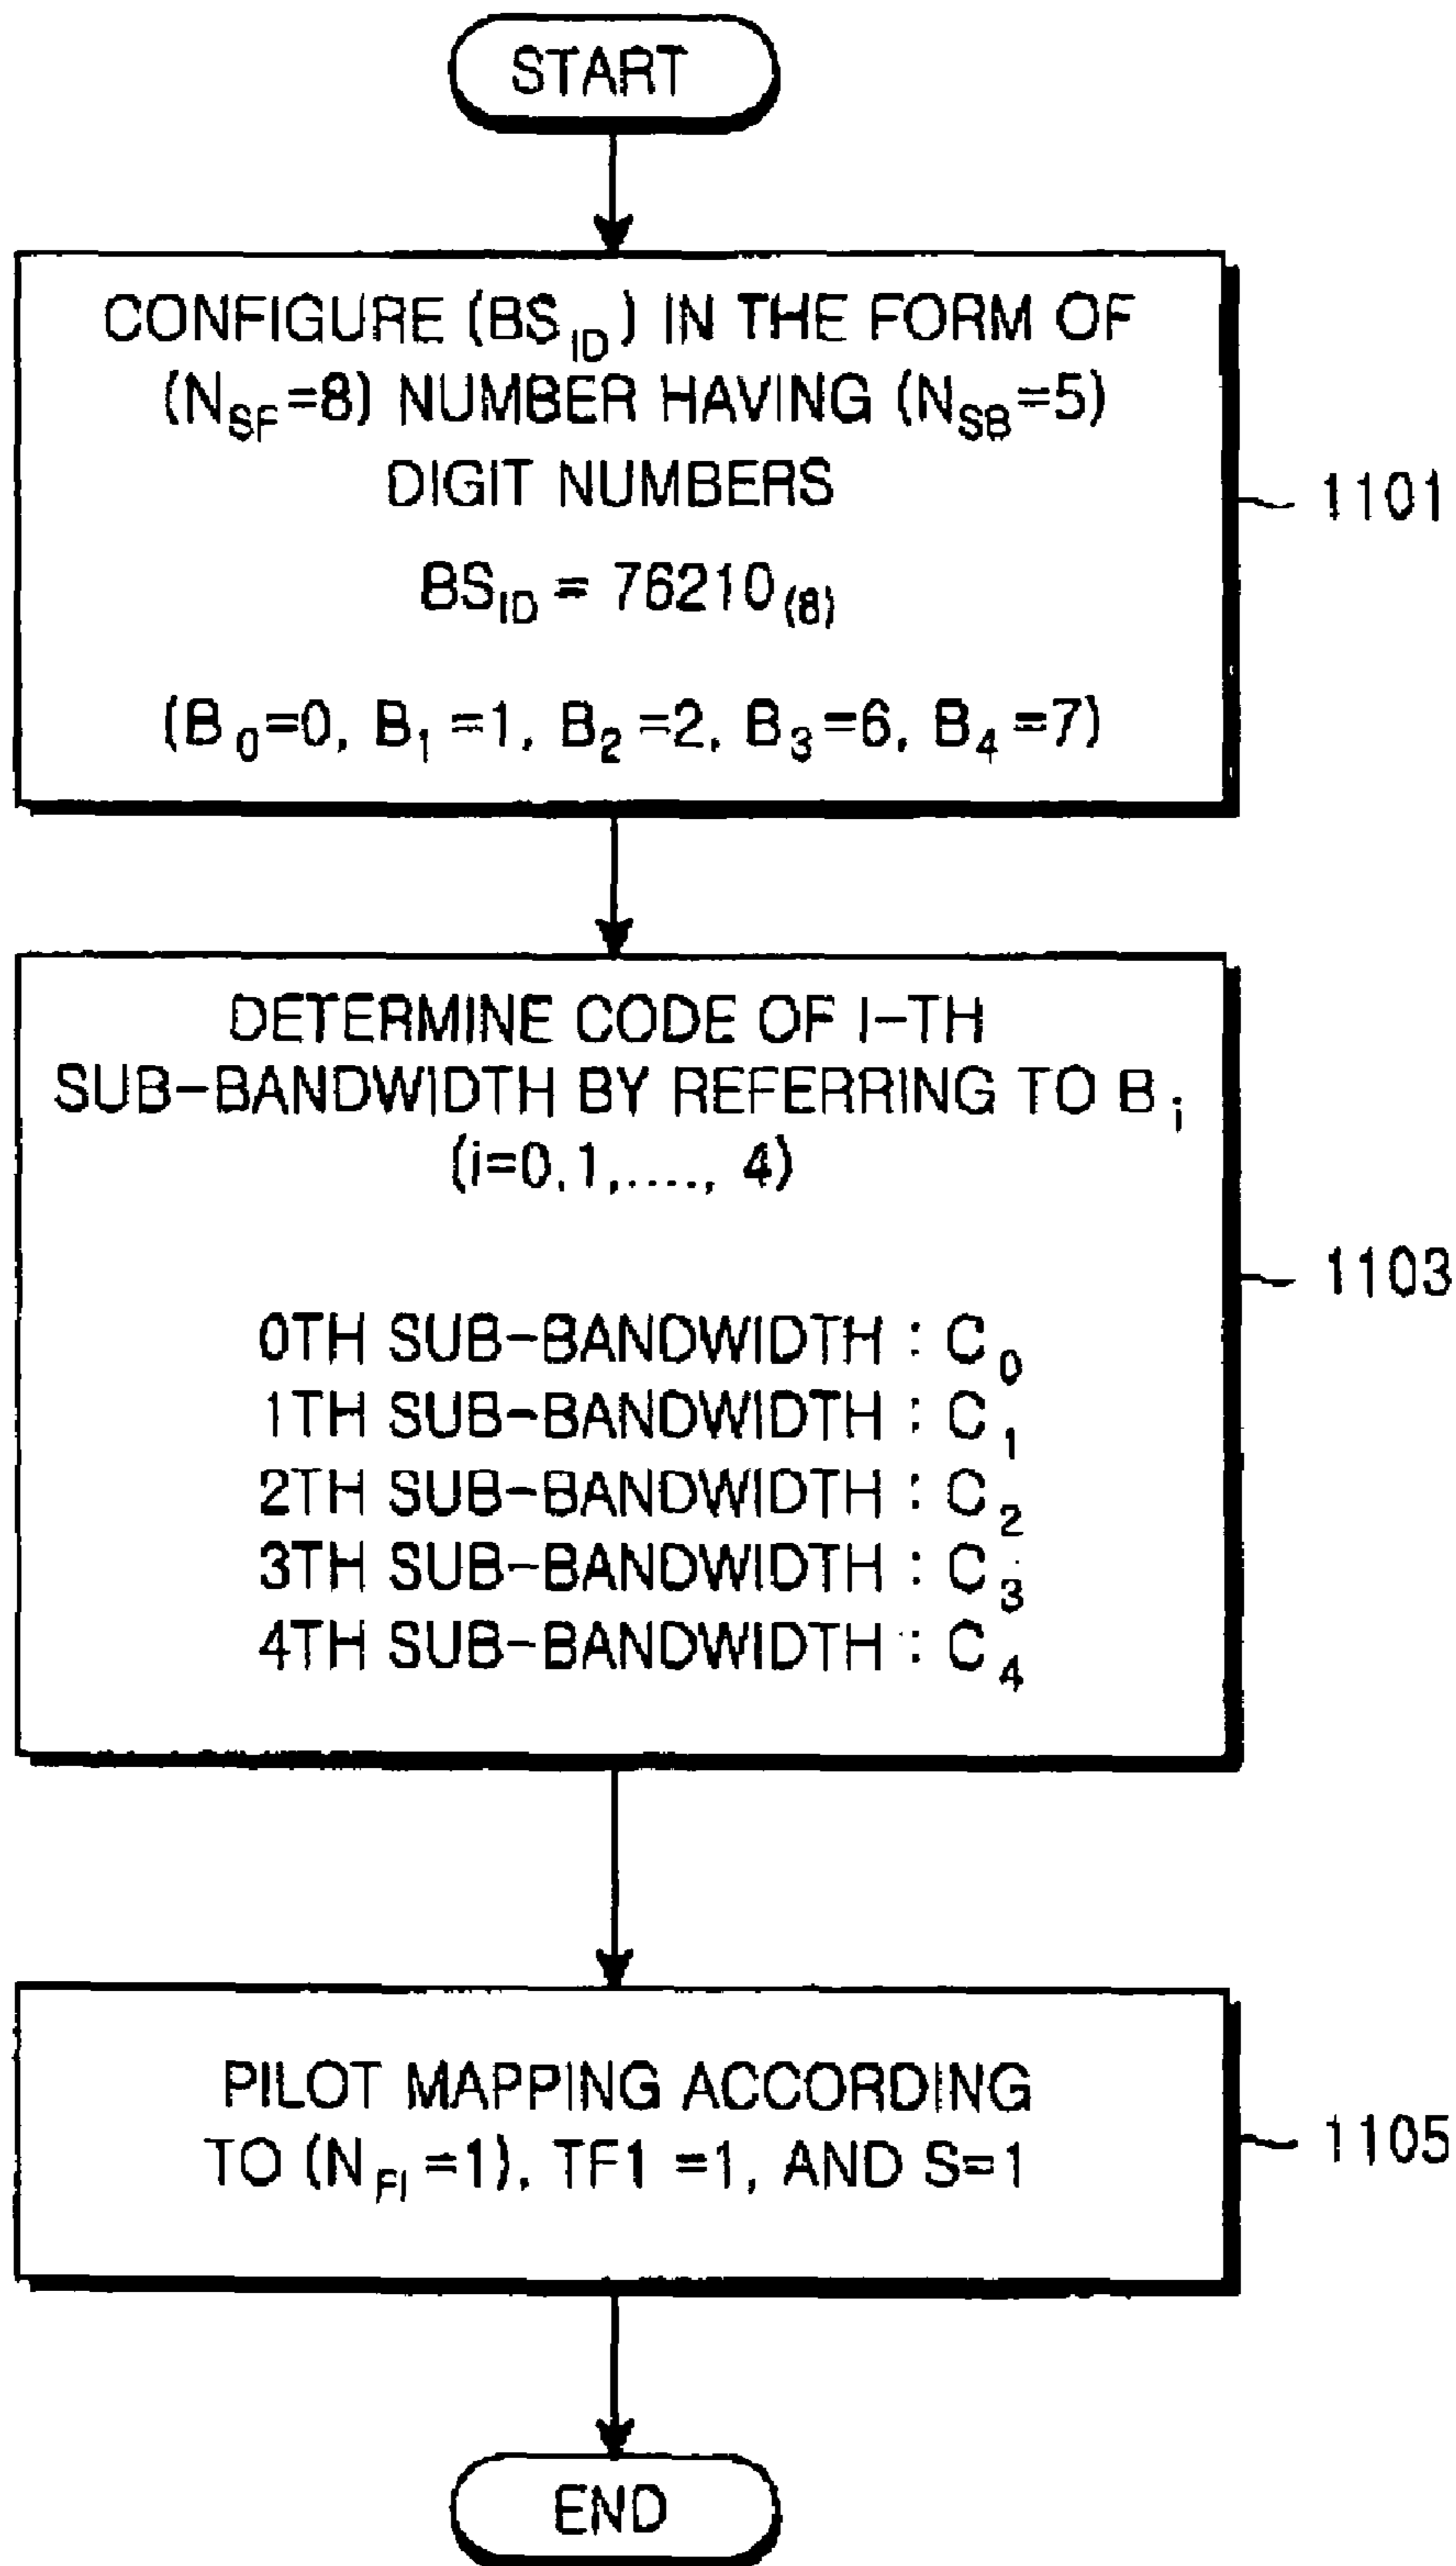 START
CONFIGURE (BS_ID) IN THE FORM OF
(N_SF=8) NUMBER HAVING (N_SB=5)
DIGIT NUMBERS
BS_ID = 76210_(8)
(B_0=0, B_1=1, B_2=2, B_3=6, B_4=7)
1101
DETERMINE CODE OF I-TH
SUB-BANDWIDTH BY REFERRING TO B_i
(i=0,1,...., 4)
0TH SUB-BANDWIDTH : C_0
1TH SUB-BANDWIDTH : C_1
2TH SUB-BANDWIDTH : C_2
3TH SUB-BANDWIDTH : C_3
4TH SUB-BANDWIDTH : C_4
1103
PILOT MAPPING ACCORDING
TO (N_FI=1), TF1 =1, AND S=1
1105
END